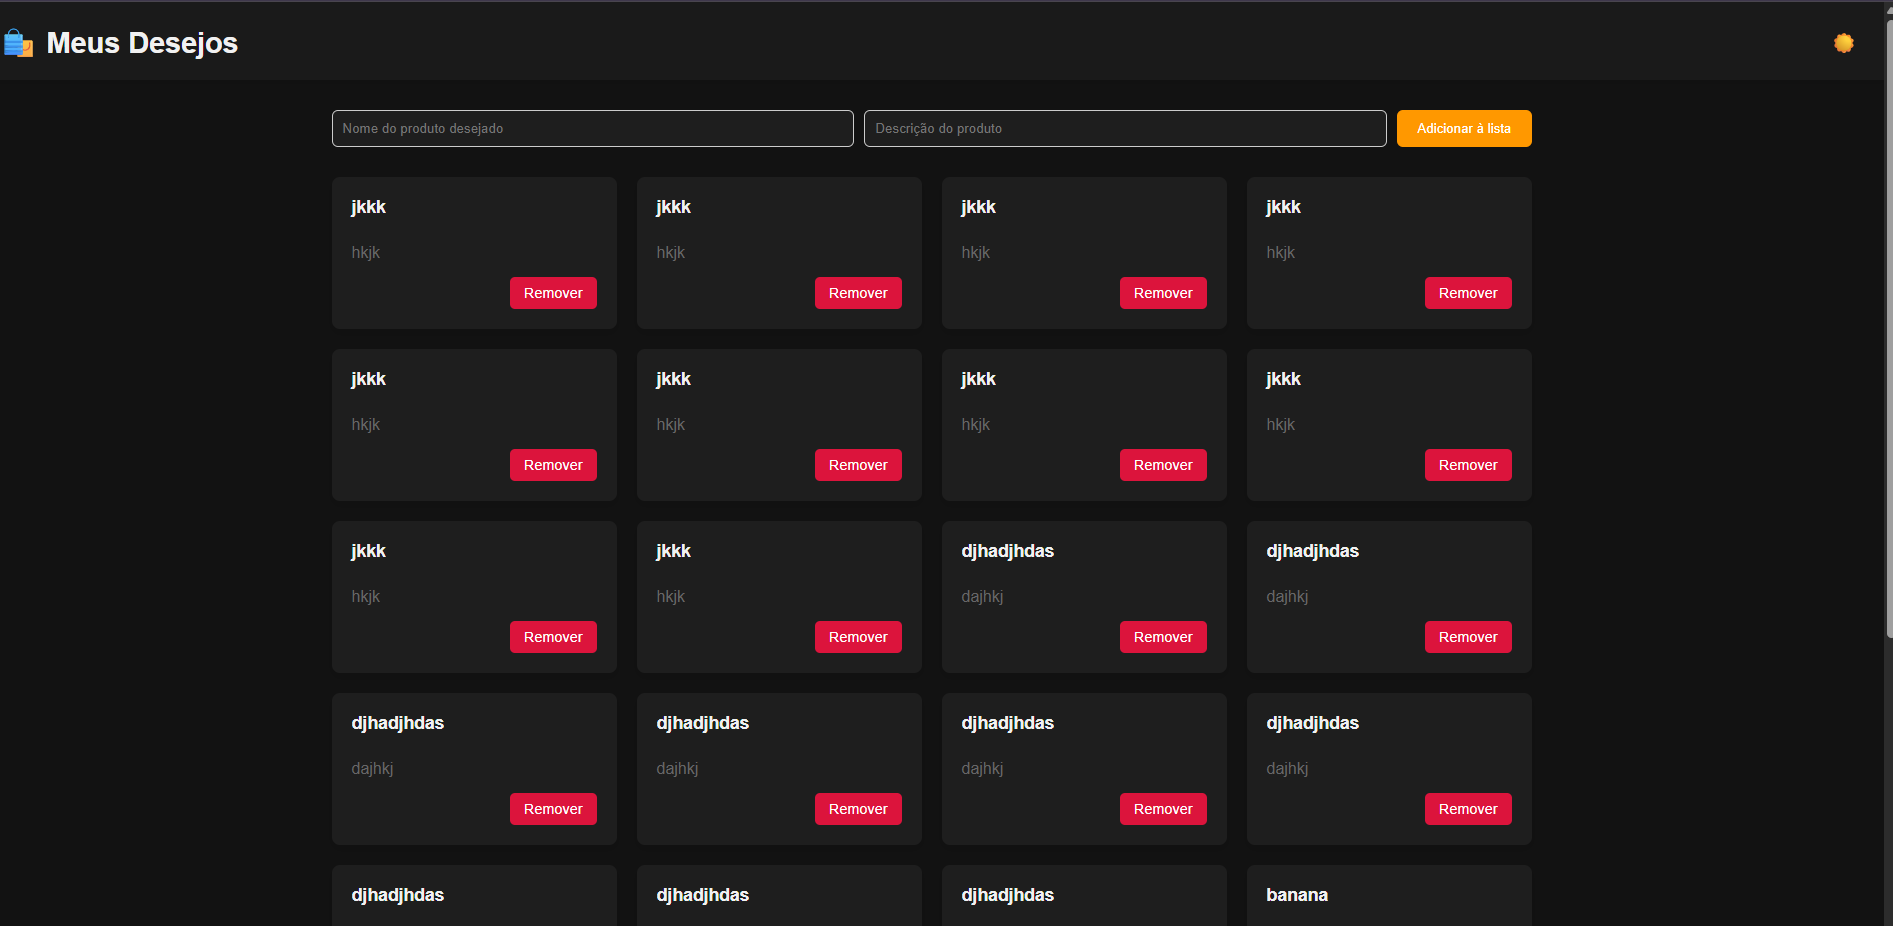 Meus Desejos
Nome do produto desejado Descrição do produto Adicionar à lista
jkkk jkkk jkkk jkkk
hkjk hkjk hkjk hkjk
Remover Remover Remover Remover
jkkk jkkk jkkk jkkk
hkjk hkjk hkjk hkjk
Remover Remover Remover Remover
jkkk jkkk djhadjhdas djhadjhdas
hkjk hkjk dajhkj dajhkj
Remover Remover Remover Remover
djhadjhdas djhadjhdas djhadjhdas djhadjhdas
dajhkj dajhkj dajhkj dajhkj
Remover Remover Remover Remover
djhadjhdas djhadjhdas djhadjhdas banana